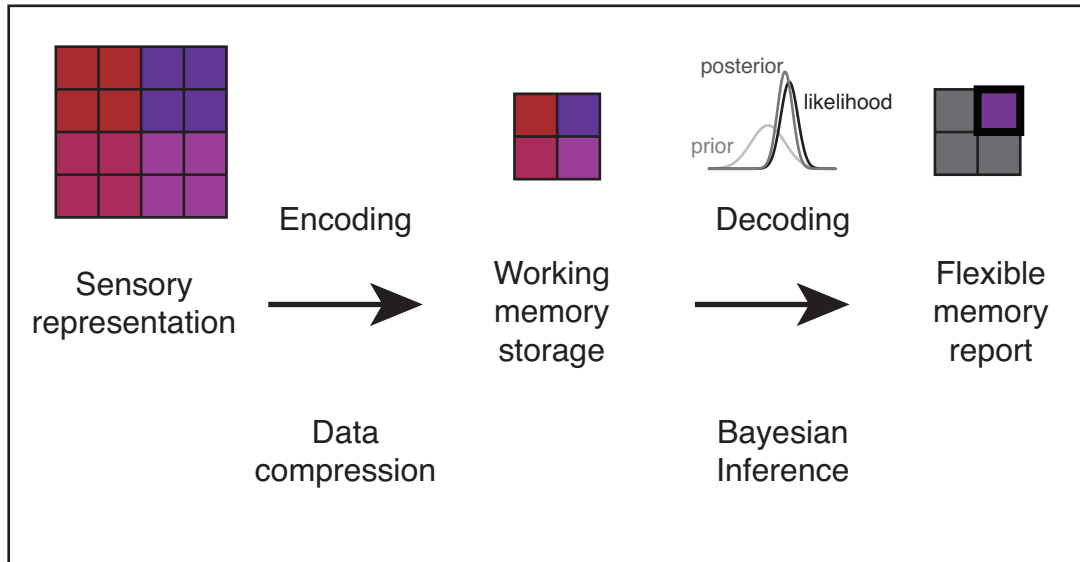 posterior
likelihood
prior
Encoding
Decoding
Sensory
representation
Working
memory
storage
Flexible
memory
report
Data
compression
Bayesian
Inference